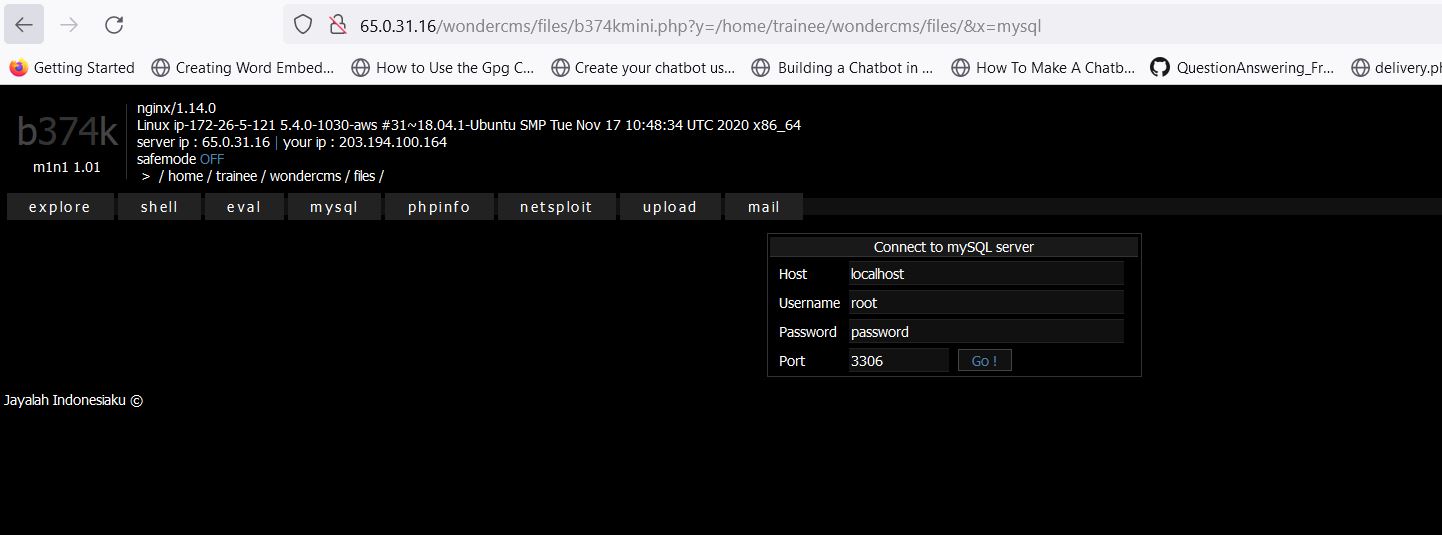 65.0.31.16/wondercms/files/b374kmini.php?y=/home/trainee/wondercms/files/&x=mysql
Getting Started Creating Word Embed... How to Use the Gpg C... Create your chatbot us... Building a Chatbot in ... How To Make A Chatb... QuestionAnswering_Fr... delivery.ph
b374k
m1n1 1.01
nginx/1.14.0
Linux ip-172-26-5-121 5.4.0-1030-aws #31~18.04.1-Ubuntu SMP Tue Nov 17 10:48:34 UTC 2020 x86_64
server ip : 65.0.31.16 | your ip : 203.194.100.164
safemode OFF
> / home / trainee / wondercms / files /
explore shell eval mysql phpinfo netsploit upload mail
Connect to mySQL server
Host localhost
Username root
Password password
Port 3306 Go !
Jayalah Indonesiaku ©